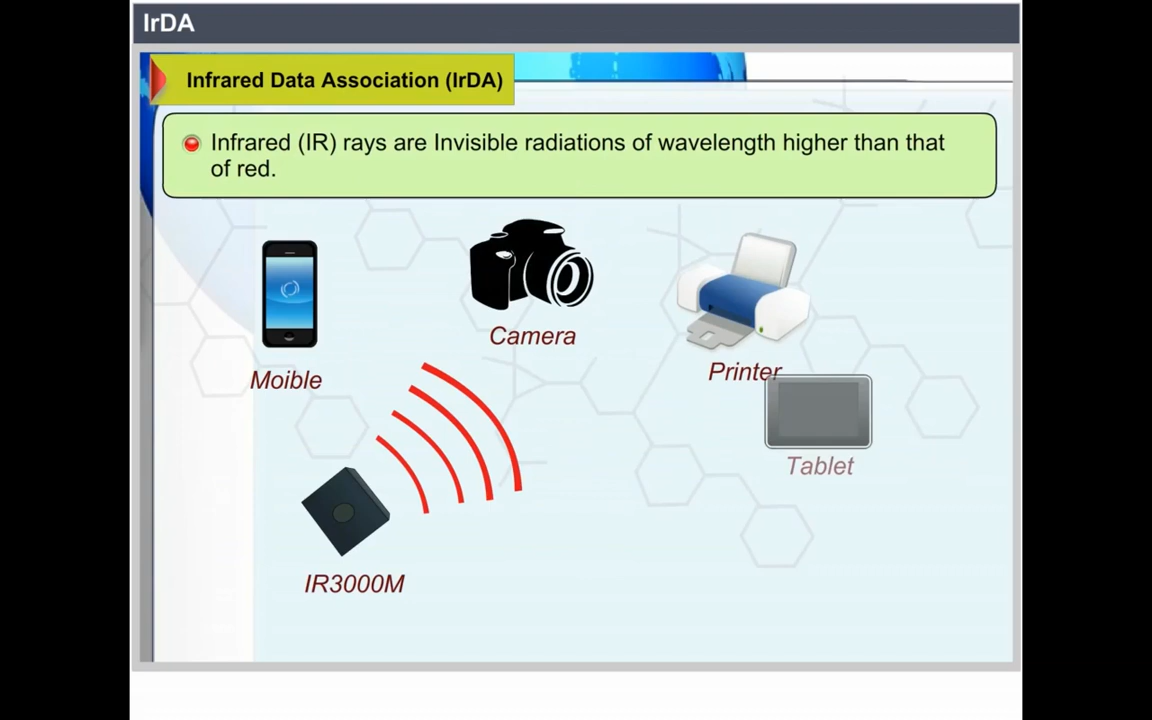 IrDA
Infrared Data Association (IrDA)
Infrared (IR) rays are Invisible radiations of wavelength higher than that
of red.
Camera
Printer
Moible
Tablet
IR3000M